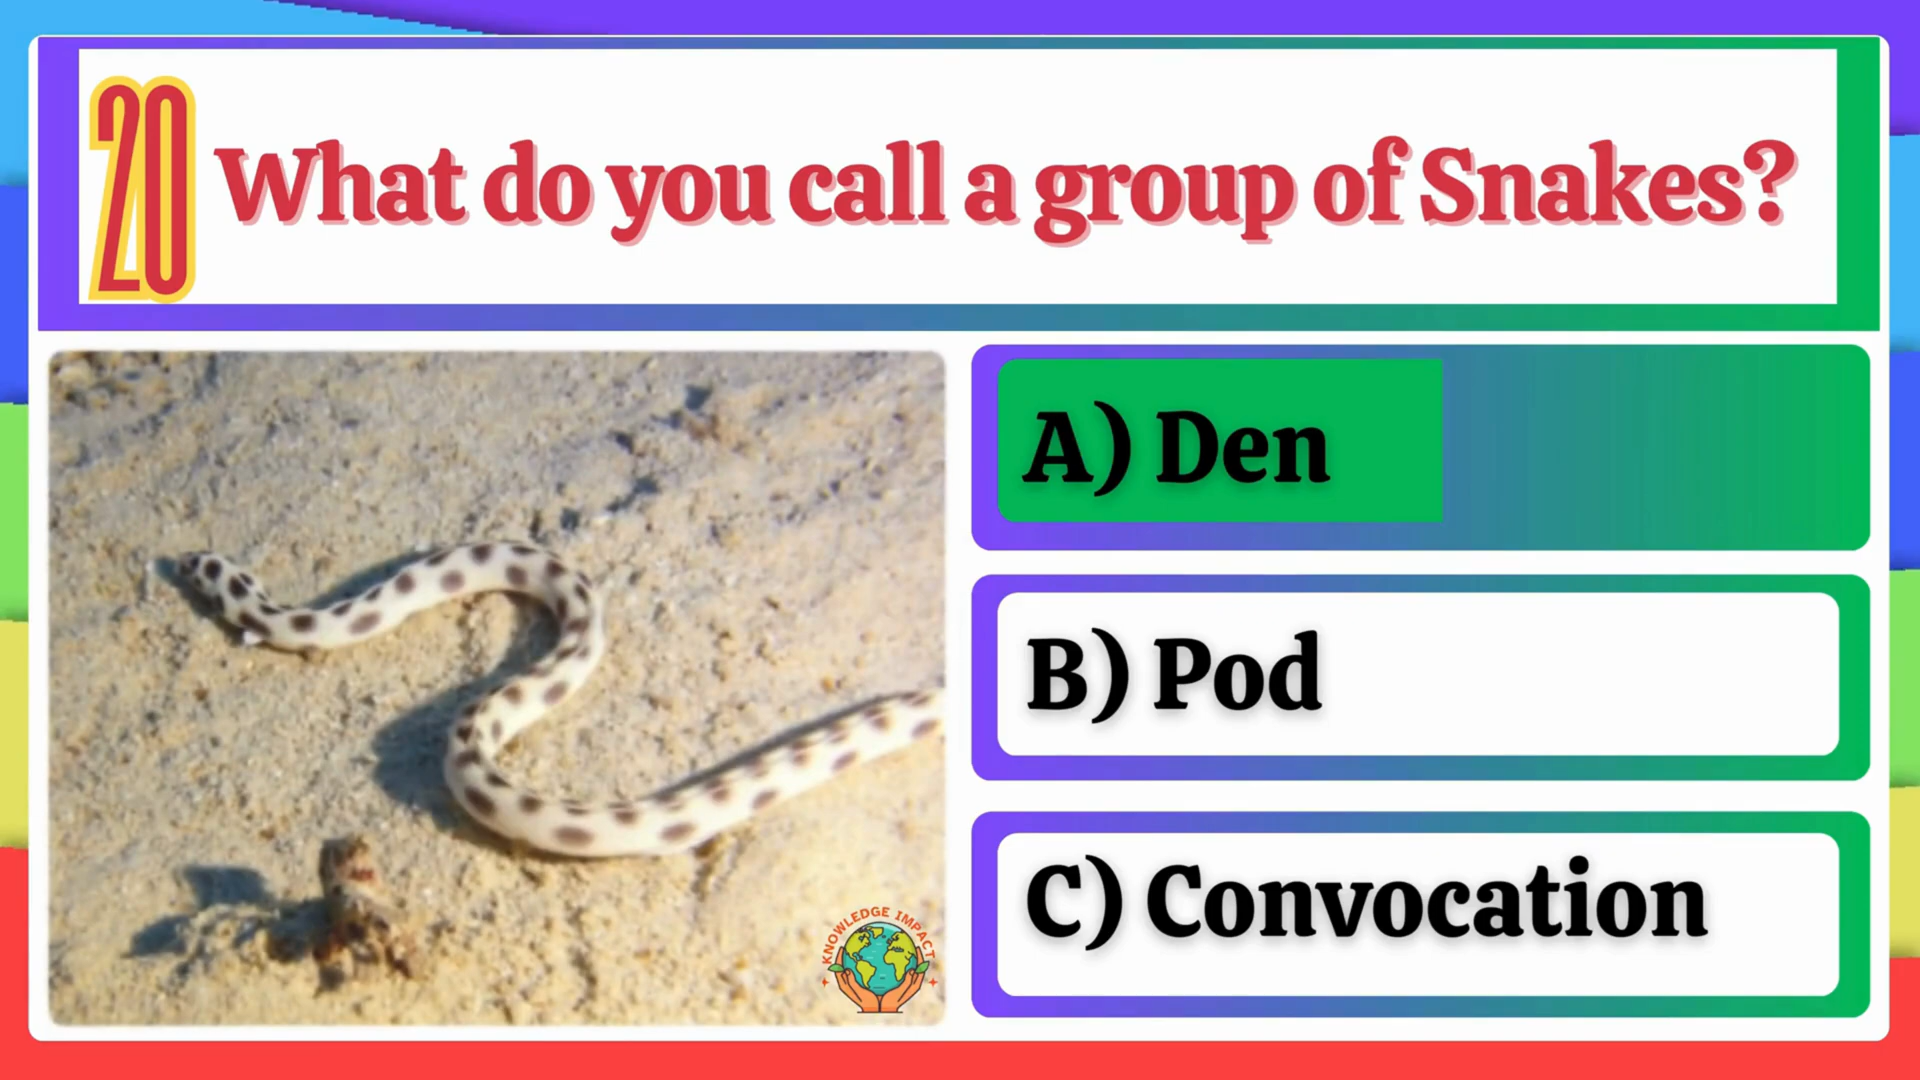 20 What do you call a group of Snakes?
A) Den
B) Pod
C) Convocation
KNOWLEDGE IMPACT